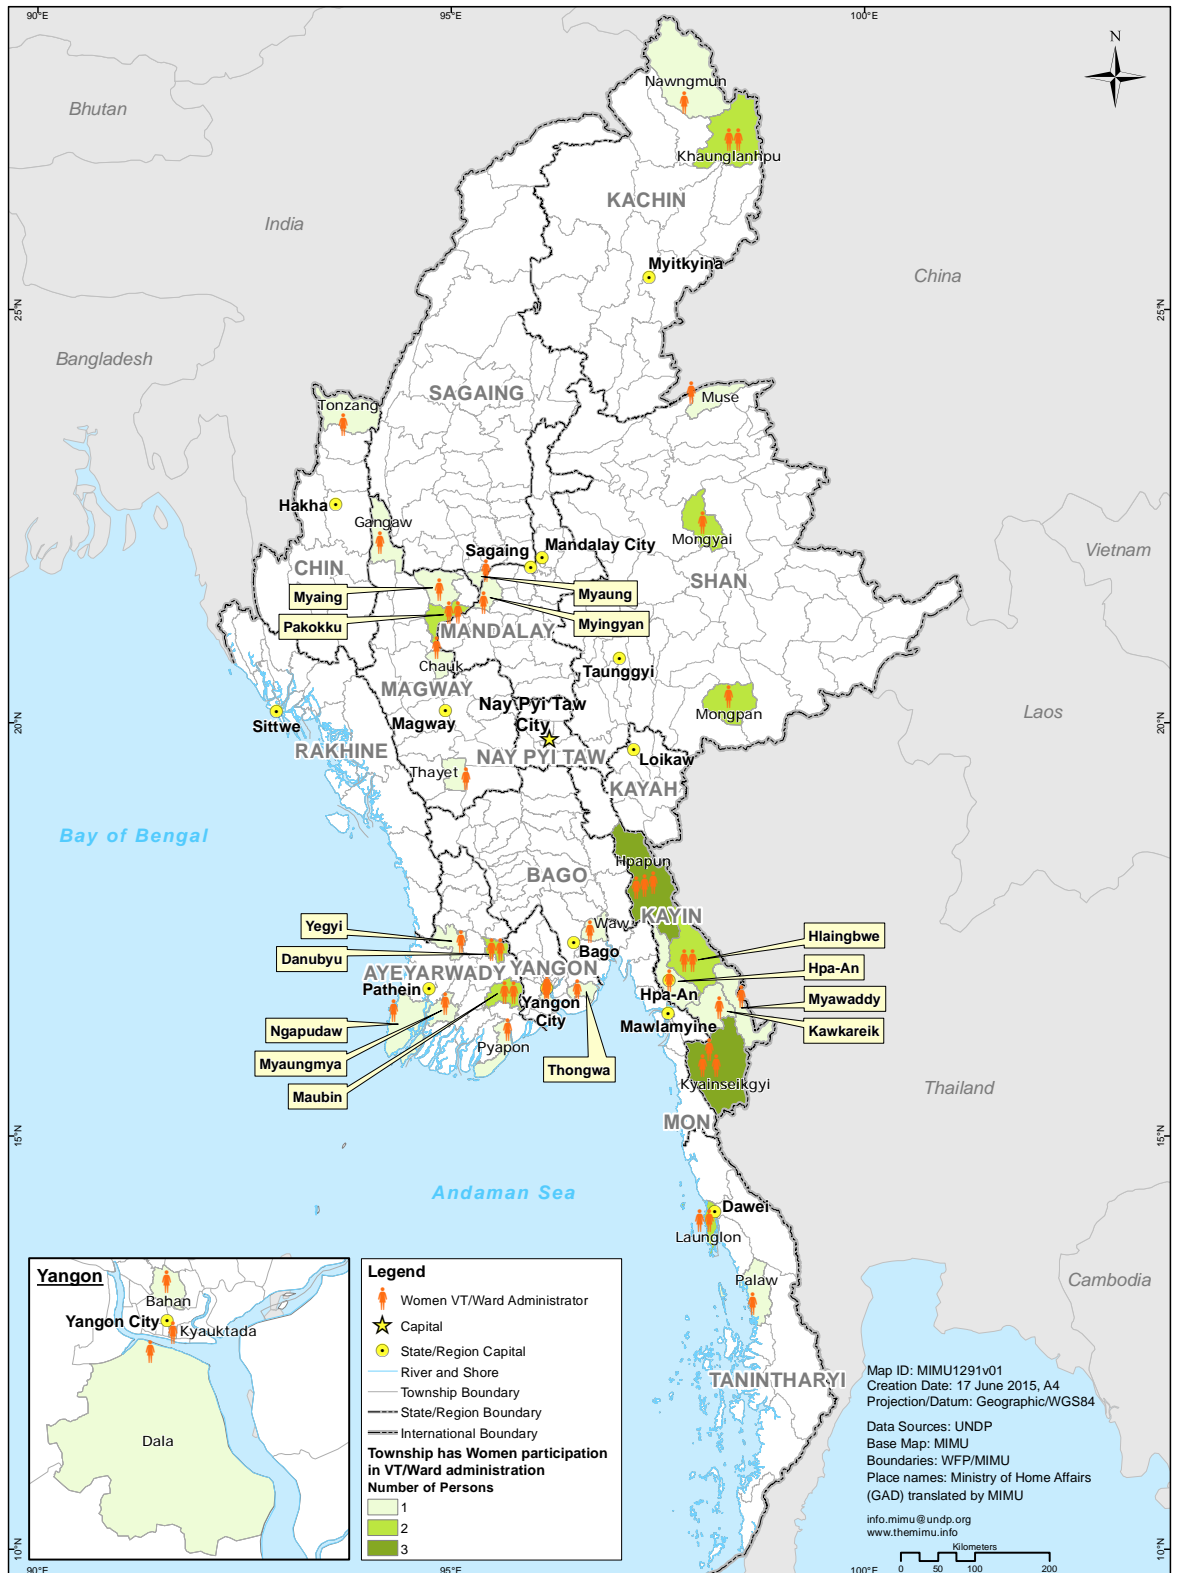 90°E
95°E
100°E
N
Nawngmun
Bhutan
Khaunglanhpu
KACHIN
India
Myitkyina
China
25°N
25°N
Bangladesh
SAGAING
Muse
Tonzang
Hakha
Gangaw
Mongyai
Sagaing
Mandalay City
Vietnam
CHIN
SHAN
Myaing
Myaung
Pakokku
MANDALAY
Myingyan
Chauk
Taunggyi
MAGWAY
Magway
Nay Pyi Taw
City
Mongpan
Laos
20°N
20°N
Sittwe
RAKHINE
NAY PYI TAW
Loikaw
Thayet
KAYAH
Bay of Bengal
Hpapun
BAGO
KAYIN
Yegyi
Waw
Hlaingbwe
Danubyu
Bago
AYEYARWADY
YANGON
Hpa-An
Pathein
Hpa-An
Myawaddy
Yangon
City
Ngapudaw
Mawlamyine
Kawkareik
Myaungmya
Pyapon
Thongwa
Maubin
Kyainseikgyi
Thailand
MON
15°N
15°N
Andaman Sea
Dawei
Launglon
Palaw
Cambodia
TANINTHARYI
Yangon
Bahan
Yangon City
Kyauktada
Dala
Legend
Women VT/Ward Administrator
Capital
State/Region Capital
River and Shore
Township Boundary
State/Region Boundary
International Boundary
Township has Women participation
in VT/Ward administration
Number of Persons
1
2
3
Map ID: MIMU1291v01
Creation Date: 17 June 2015, A4
Projection/Datum: Geographic/WGS84
Data Sources: UNDP
Base Map: MIMU
Boundaries: WFP/MIMU
Place names: Ministry of Home Affairs
(GAD) translated by MIMU
info.mimu@undp.org
www.themimu.info
Kilometers
0 50 100 200
10°N
10°N
90°E
95°E
100°E